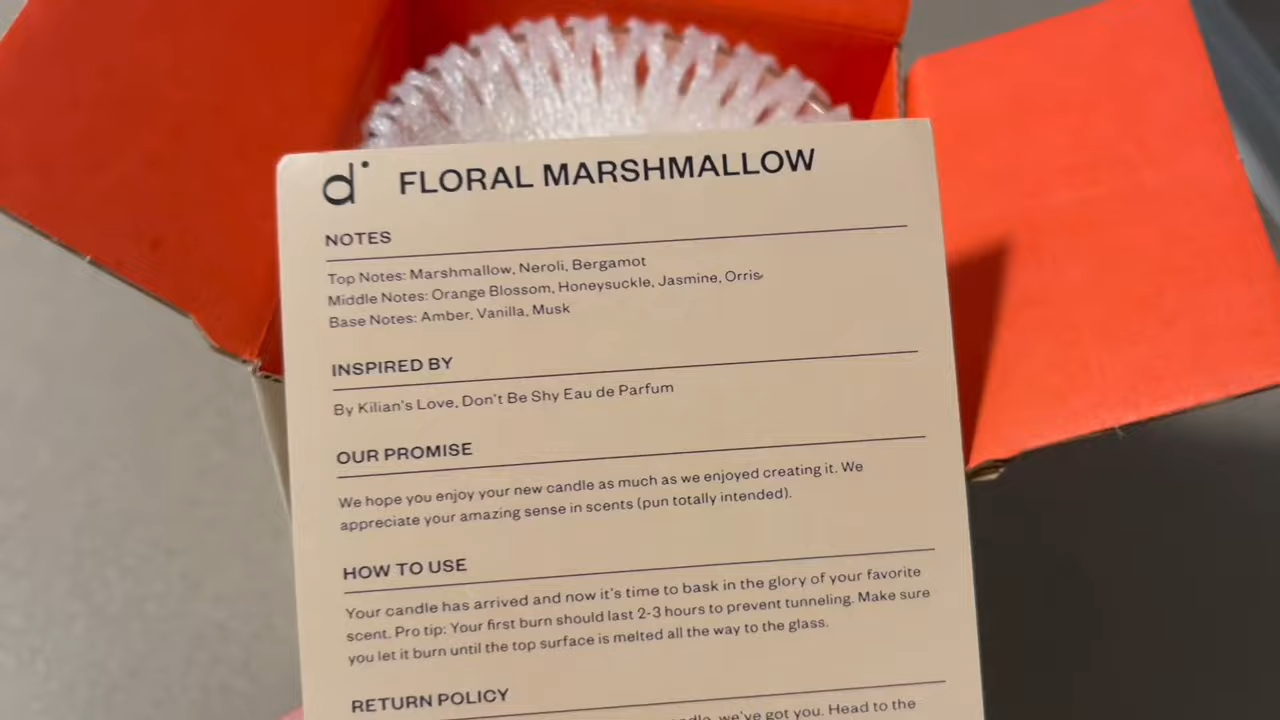 d° FLORAL MARSHMALLOW
NOTES
Top Notes: Marshmallow, Neroli, Bergamot
Middle Notes: Orange Blossom, Honeysuckle, Jasmine, Orris
Base Notes: Amber, Vanilla, Musk
INSPIRED BY
By Kilian's Love, Don't Be Shy Eau de Parfum
OUR PROMISE
We hope you enjoy your new candle as much as we enjoyed creating it. We
appreciate your amazing sense in scents (pun totally intended).
HOW TO USE
Your candle has arrived and now it's time to bask in the glory of your favorite
scent. Pro tip: Your first burn should last 2-3 hours to prevent tunneling. Make sure
you let it burn until the top surface is melted all the way to the glass.
RETURN POLICY
we've got you. Head to the